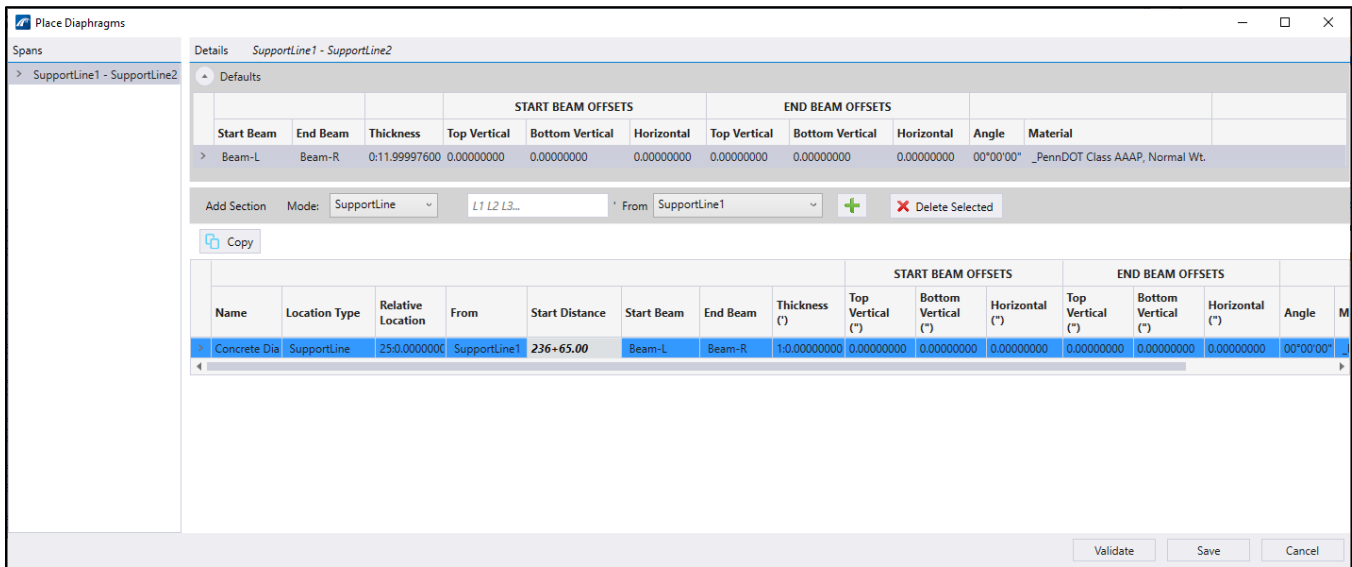 Place Diaphragms
Spans
Details SupportLine1 - SupportLine2
SupportLine1 - SupportLine2
Defaults
START BEAM OFFSETS END BEAM OFFSETS
Start Beam End Beam Thickness Top Vertical Bottom Vertical Horizontal Top Vertical Bottom Vertical Horizontal Angle Material
Beam-L Beam-R 0:11.99997600 0.00000000 0.00000000 0.00000000 0.00000000 0.00000000 0.00000000 00°00'00" _PennDOT Class AAAP, Normal Wt.
Add Section Mode: SupportLine L1 L2 L3... ' From SupportLine1 Delete Selected
Copy
START BEAM OFFSETS END BEAM OFFSETS
Name Location Type Relative Location From Start Distance Start Beam End Beam Thickness (') Top Vertical (") Bottom Vertical (") Horizontal (") Top Vertical (") Bottom Vertical (") Horizontal (") Angle M
Concrete Dia SupportLine 25:0.0000000 SupportLine1 236+65.00 Beam-L Beam-R 1:0.00000000 0.00000000 0.00000000 0.00000000 0.00000000 0.00000000 0.00000000 00°00'00"
Validate Save Cancel